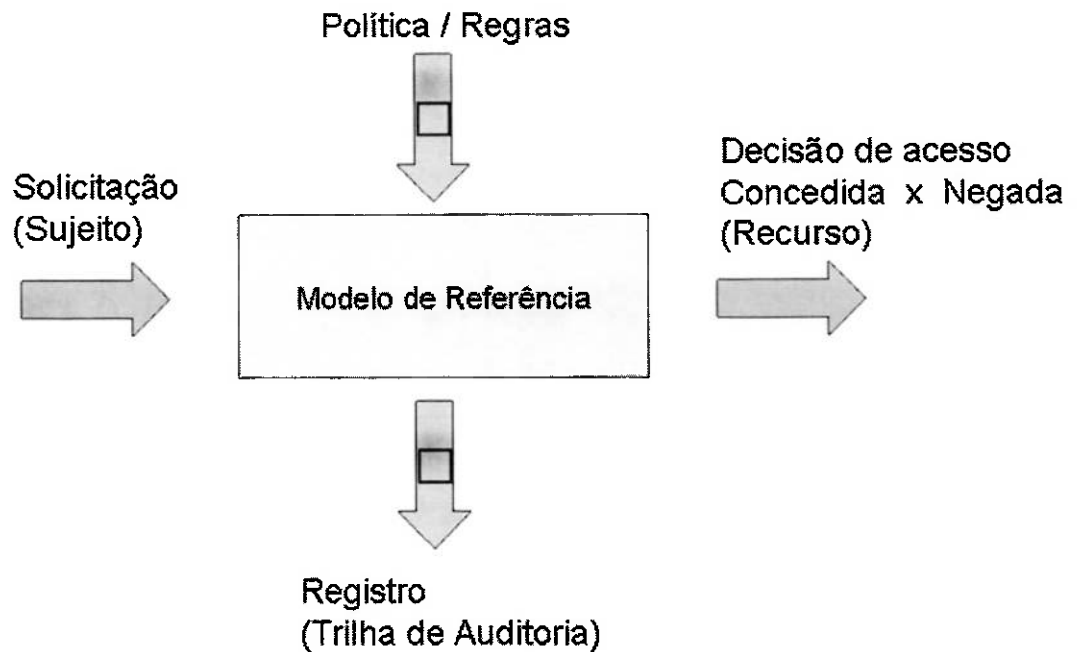 Política / Regras
Solicitação
(Sujeito)
Decisão de acesso
Concedida x Negada
(Recurso)
Modelo de Referência
Registro
(Trilha de Auditoria)